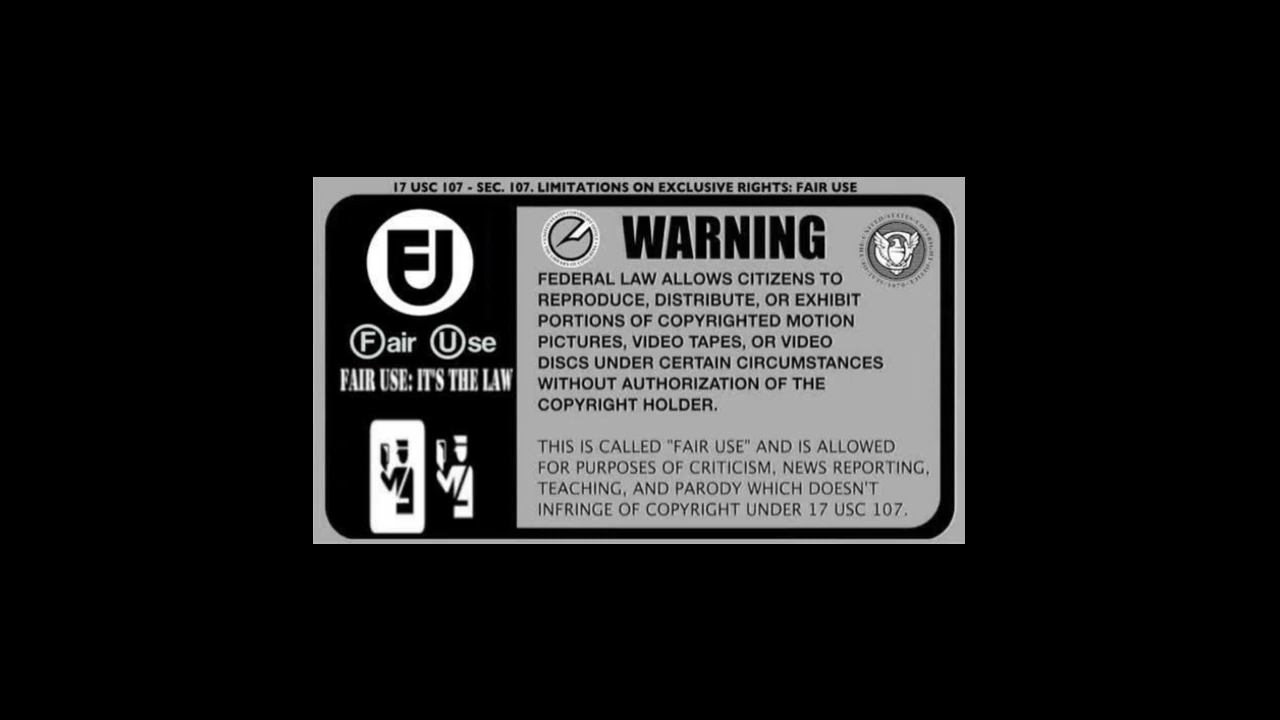 17 USC 107 - SEC. 107. LIMITATIONS ON EXCLUSIVE RIGHTS: FAIR USE
FU
Fair Use
FAIR USE: IT'S THE LAW
WARNING
FEDERAL LAW ALLOWS CITIZENS TO
REPRODUCE, DISTRIBUTE, OR EXHIBIT
PORTIONS OF COPYRIGHTED MOTION
PICTURES, VIDEO TAPES, OR VIDEO
DISCS UNDER CERTAIN CIRCUMSTANCES
WITHOUT AUTHORIZATION OF THE
COPYRIGHT HOLDER.
THIS IS CALLED "FAIR USE" AND IS ALLOWED
FOR PURPOSES OF CRITICISM, NEWS REPORTING,
TEACHING, AND PARODY WHICH DOESN'T
INFRINGE OF COPYRIGHT UNDER 17 USC 107.